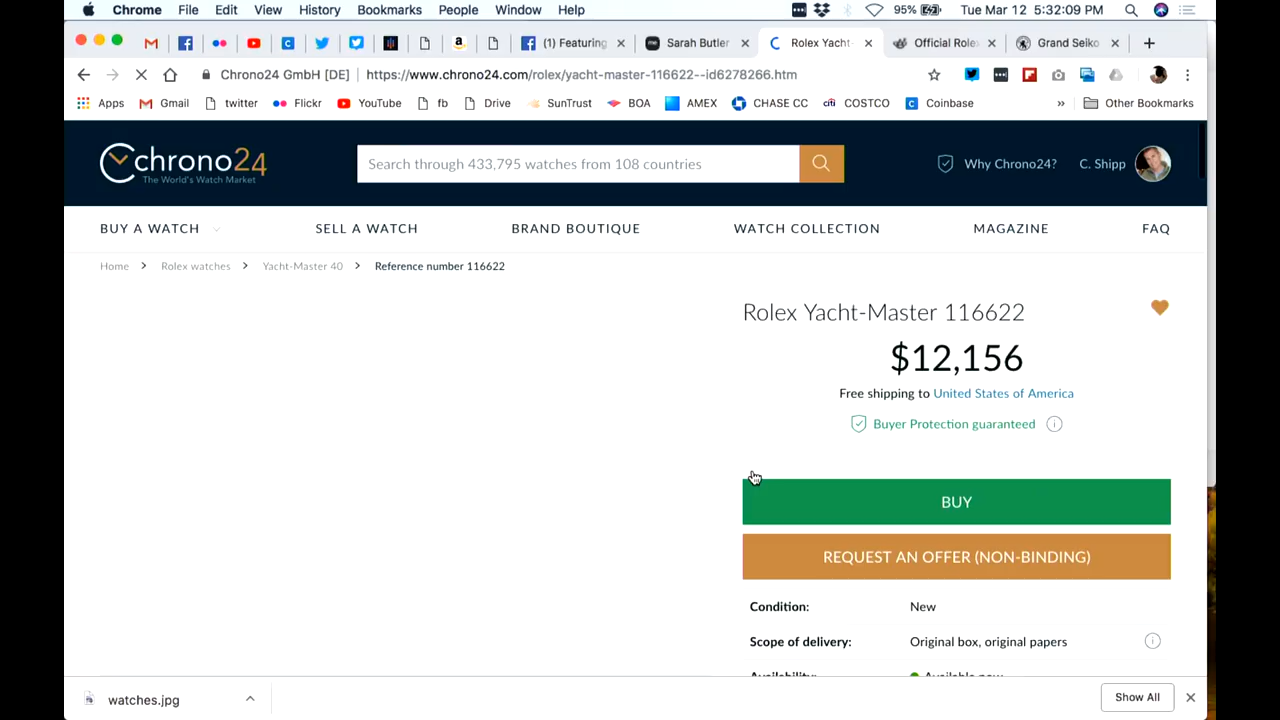 Chrome File Edit View History Bookmarks People Window Help 95% Tue Mar 12 5:32:09 PM
(1) Featuring Sarah Butler Rolex Yacht- Official Role Grand Seiko
Chrono24 GmbH [DE] https://www.chrono24.com/rolex/yacht-master-116622--id6278266.htm
Apps Gmail twitter Flickr YouTube fb Drive SunTrust BOA AMEX CHASE CC citi COSTCO Coinbase » Other Bookmarks
chrono24
The World's Watch Market
Search through 433,795 watches from 108 countries
Why Chrono24? C. Shipp
BUY A WATCH SELL A WATCH BRAND BOUTIQUE WATCH COLLECTION MAGAZINE FAQ
Home Rolex watches Yacht-Master 40 Reference number 116622
Rolex Yacht-Master 116622
$12,156
Free shipping to United States of America
Buyer Protection guaranteed
BUY
REQUEST AN OFFER (NON-BINDING)
Condition: New
Scope of delivery: Original box, original papers
Availability: Available now
watches.jpg Show All